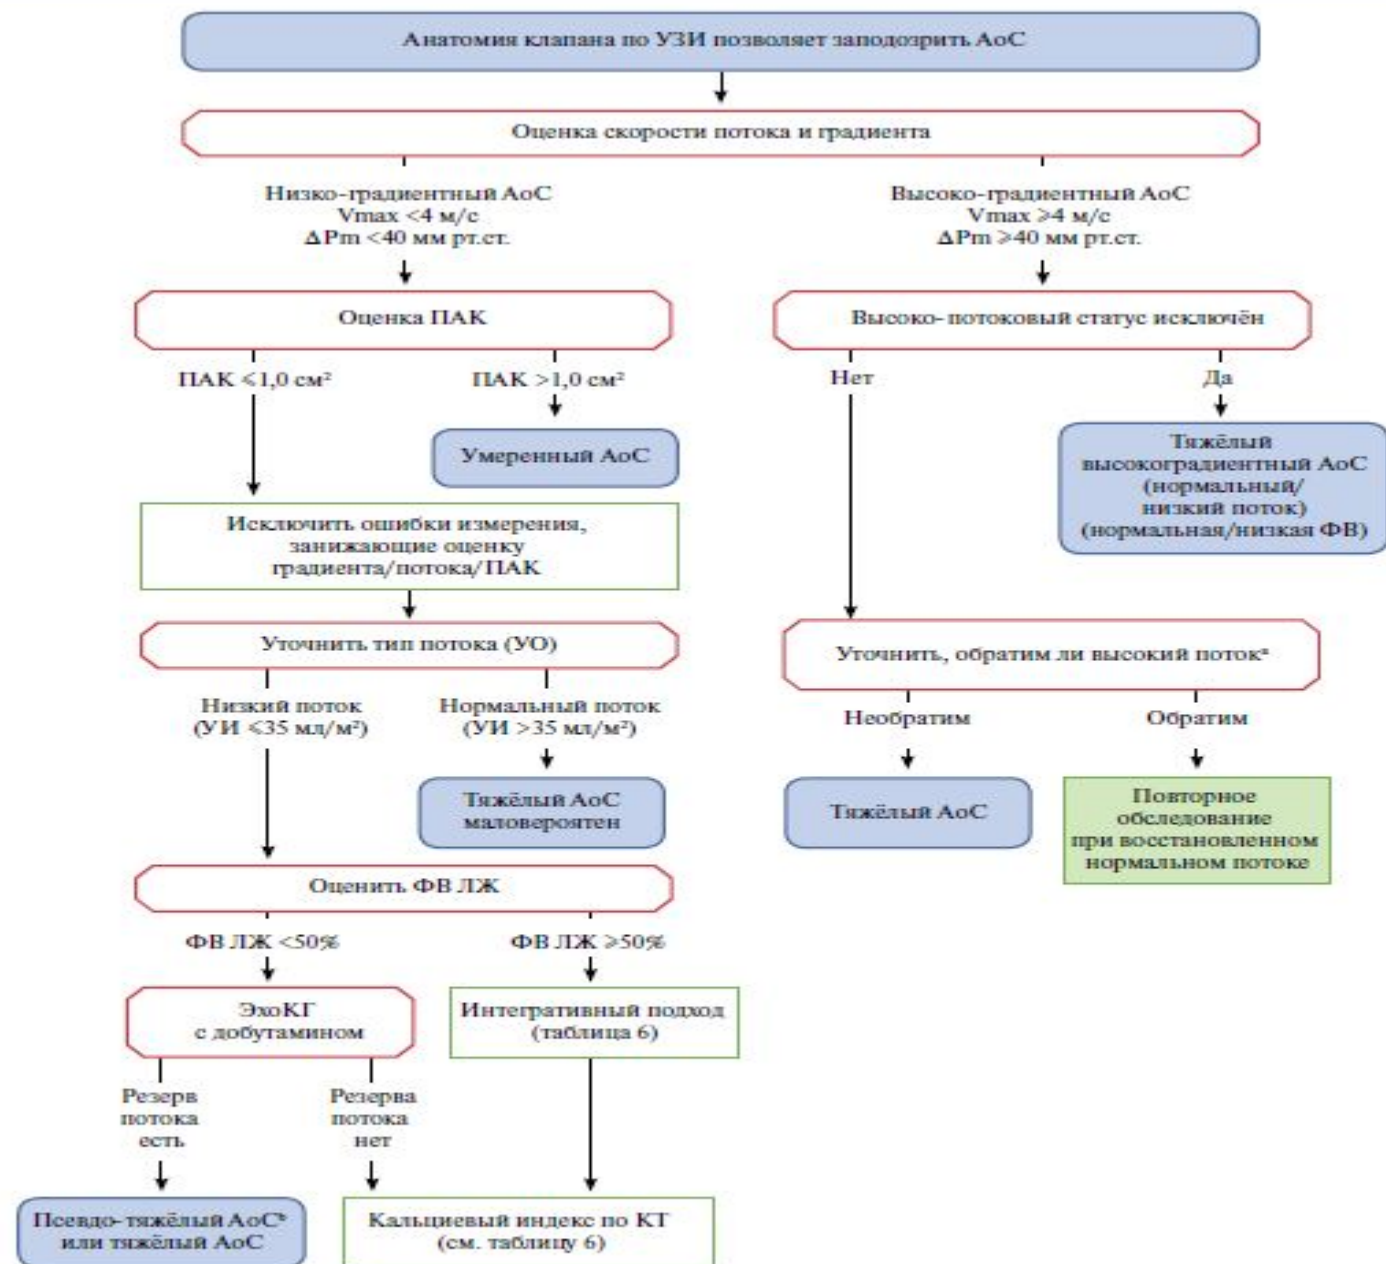 Анатомия клапана по УЗИ позволяет заподозрить АоС
Оценка скорости потока и градиента
Низко-градиентный АоС
Vmax <4 м/с
ΔPm <40 мм рт.ст.
Высоко-градиентный АоС
Vmax ⩾4 м/с
ΔPm ⩾40 мм рт.ст.
Оценка ПАК
Высоко- потоковый статус исключён
ПАК ⩽1,0 см²
ПАК >1,0 см²
Нет
Да
Умеренный АоС
Тяжёлый
высокоградиентный АоС
(нормальный/
низкий поток)
(нормальная/низкая ФВ)
Исключить ошибки измерения,
занижающие оценку
градиента/потока/ПАК
Уточнить тип потока (УО)
Уточнить, обратим ли высокий потокᵃ
Низкий поток
(УИ ⩽35 мл/м²)
Нормальный поток
(УИ >35 мл/м²)
Необратим
Обратим
Тяжёлый АоС
маловероятен
Тяжёлый АоС
Повторное
обследование
при восстановленном
нормальном потоке
Оценить ФВ ЛЖ
ФВ ЛЖ <50%
ФВ ЛЖ ⩾50%
ЭхоКГ
с добутамином
Интегративный подход
(таблица 6)
Резерв
потока
есть
Резерва
потока
нет
Псевдо-тяжёлый АоСᵇ
или тяжёлый АоС
Кальциевый индекс по КТ
(см. таблицу 6)